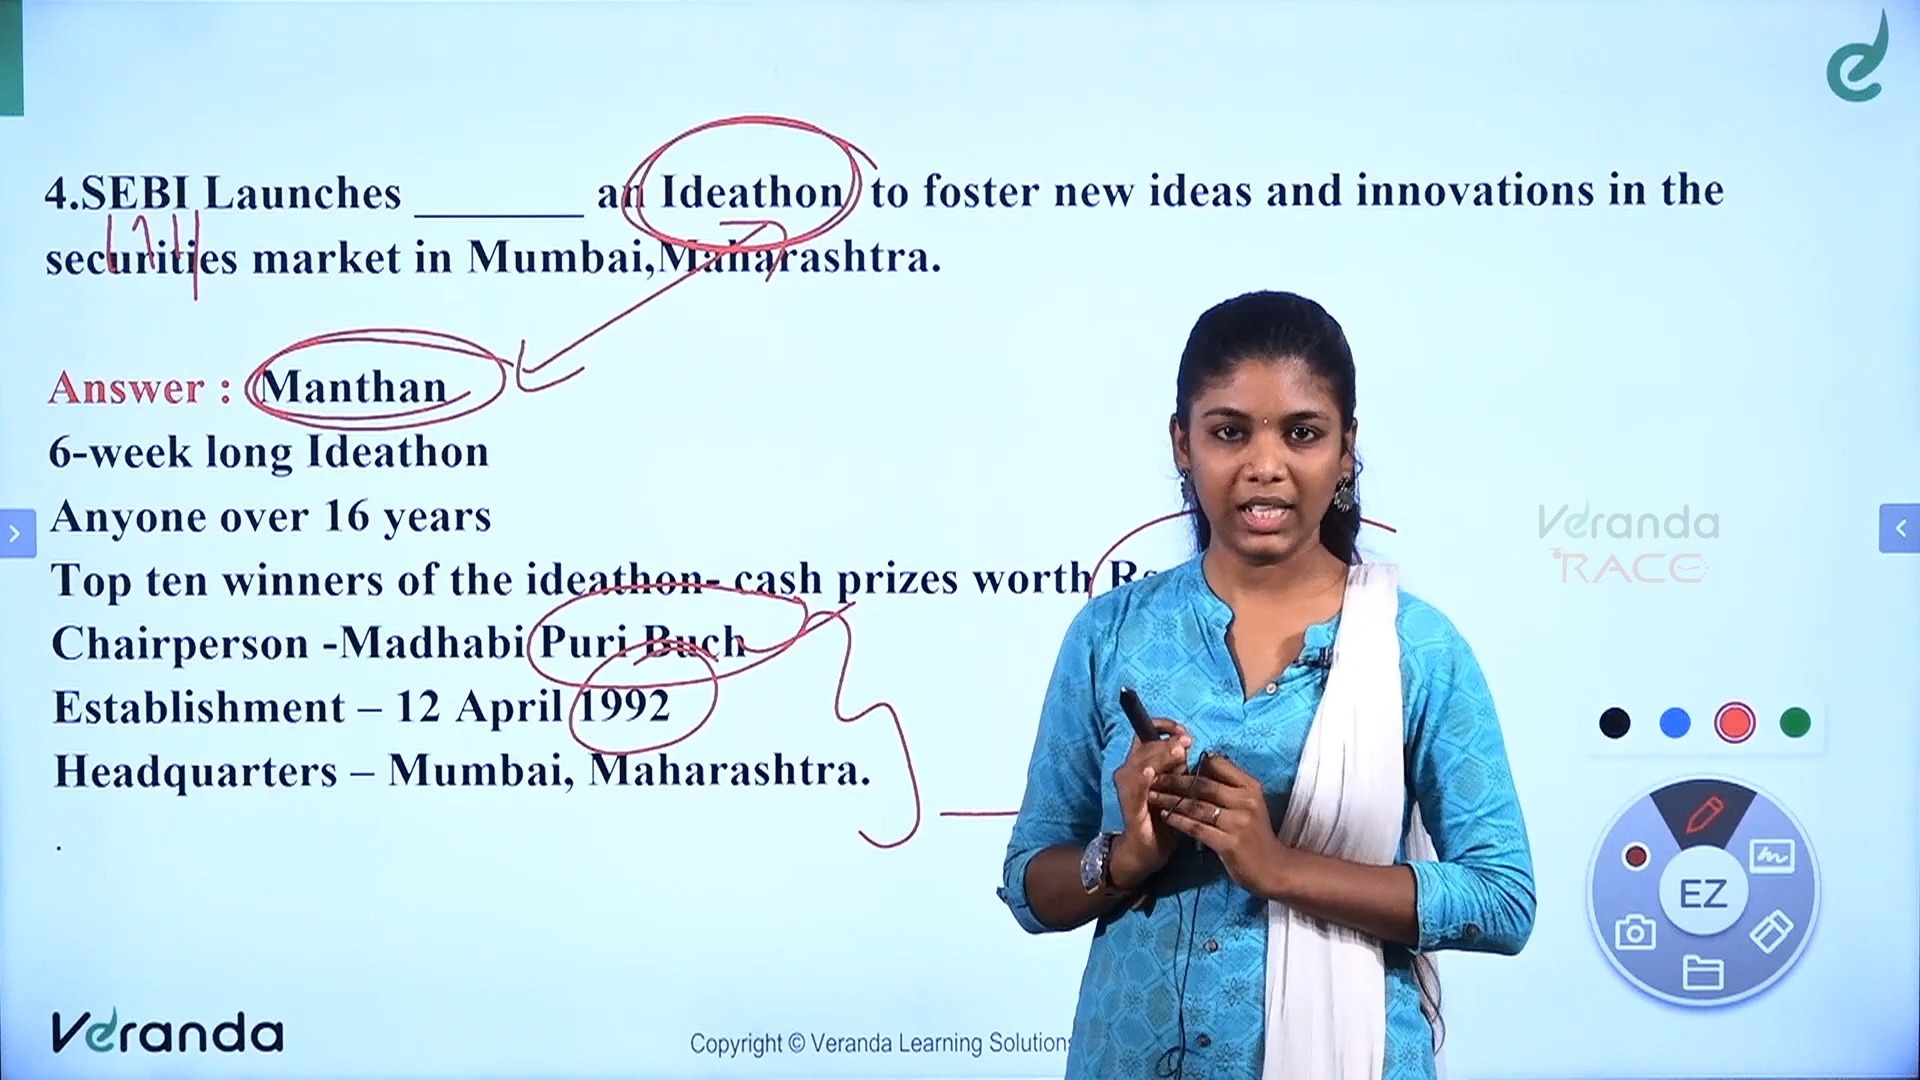 4.SEBI Launches _______ an Ideathon to foster new ideas and innovations in the
securities market in Mumbai,Maharashtra.
Answer : Manthan
6-week long Ideathon
Anyone over 16 years
Top ten winners of the ideathon- cash prizes worth Rs
Chairperson -Madhabi Puri Buch
Establishment – 12 April 1992
Headquarters – Mumbai, Maharashtra.
.
Veranda
RACE
EZ
Veranda
Copyright © Veranda Learning Solutions